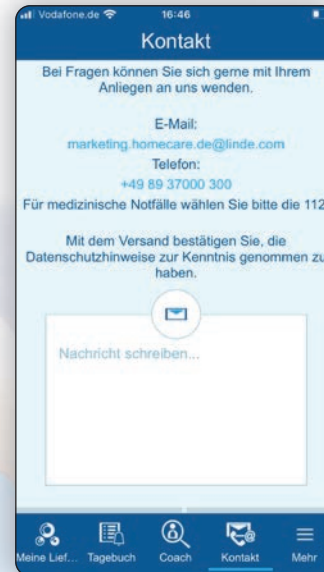 Vodafone.de 16:46
Kontakt
Bei Fragen können Sie sich gerne mit Ihrem
Anliegen an uns wenden.
E-Mail:
marketing.homecare.de@linde.com
Telefon:
+49 89 37000 300
Für medizinische Notfälle wählen Sie bitte die 112
Mit dem Versand bestätigen Sie, die
Datenschutzhinweise zur Kenntnis genommen zu
haben.
Nachricht schreiben...
Meine Lief... Tagebuch Coach Kontakt Mehr